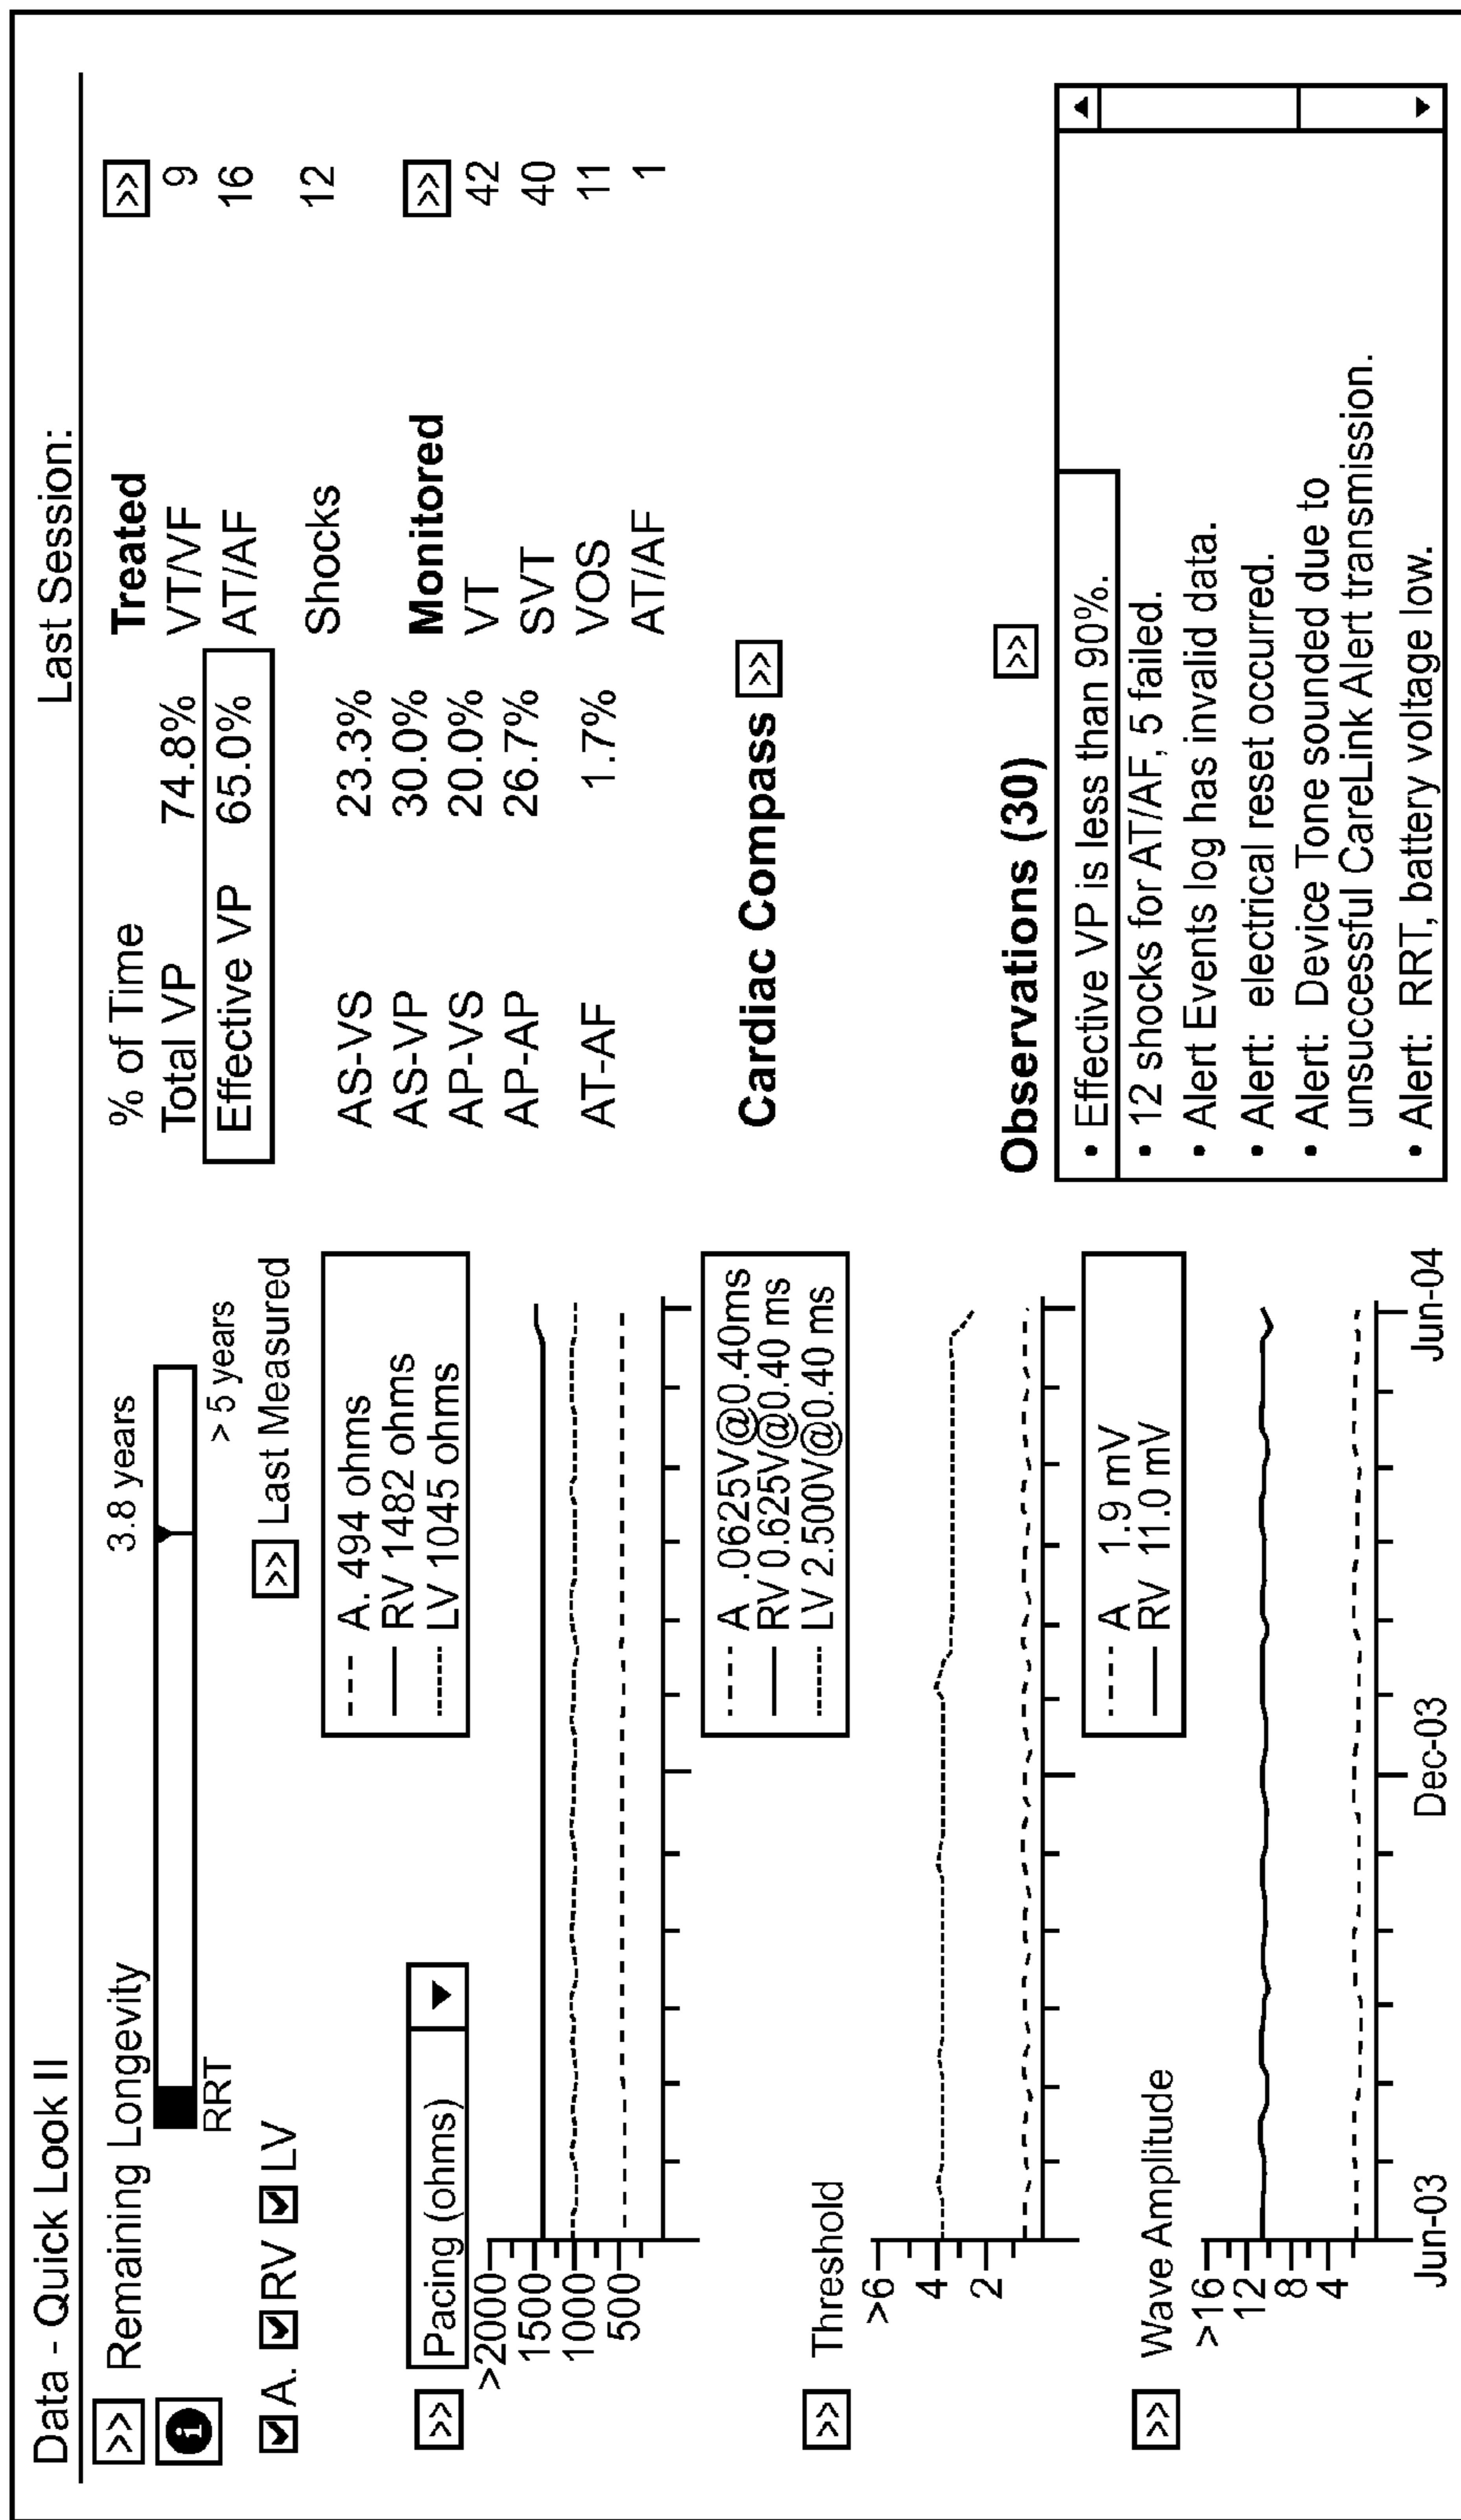 Data - Quick Look II
Last Session:
>> Remaining Longevity
3.8 years
RRT
> 5 years
i
A. RV LV
>> Last Measured
>> Pacing (ohms)
A. 494 ohms
RV 1482 ohms
LV 1045 ohms
>2000
1500
1000
500
>> Threshold
A .0625V@0.40ms
RV 0.625V@0.40 ms
LV 2.500V@0.40 ms
>6
4
2
>> Wave Amplitude
A 1.9 mV
RV 11.0 mV
>16
12
8
4
Jun-03 Dec-03 Jun-04
% of Time
Total VP 74.8%
Effective VP 65.0%
AS-VS 23.3%
AS-VP 30.0%
AP-VS 20.0%
AP-AP 26.7%
AT-AF 1.7%
Treated >>
VT/VF 9
AT/AF 16
Shocks 12
Monitored >>
VT 42
SVT 40
VOS 11
AT/AF 1
Cardiac Compass >>
Observations (30) >>
• Effective VP is less than 90%.
• 12 shocks for AT/AF, 5 failed.
• Alert Events log has invalid data.
• Alert: electrical reset occurred.
• Alert: Device Tone sounded due to
unsuccessful CareLink Alert transmission.
• Alert: RRT, battery voltage low.